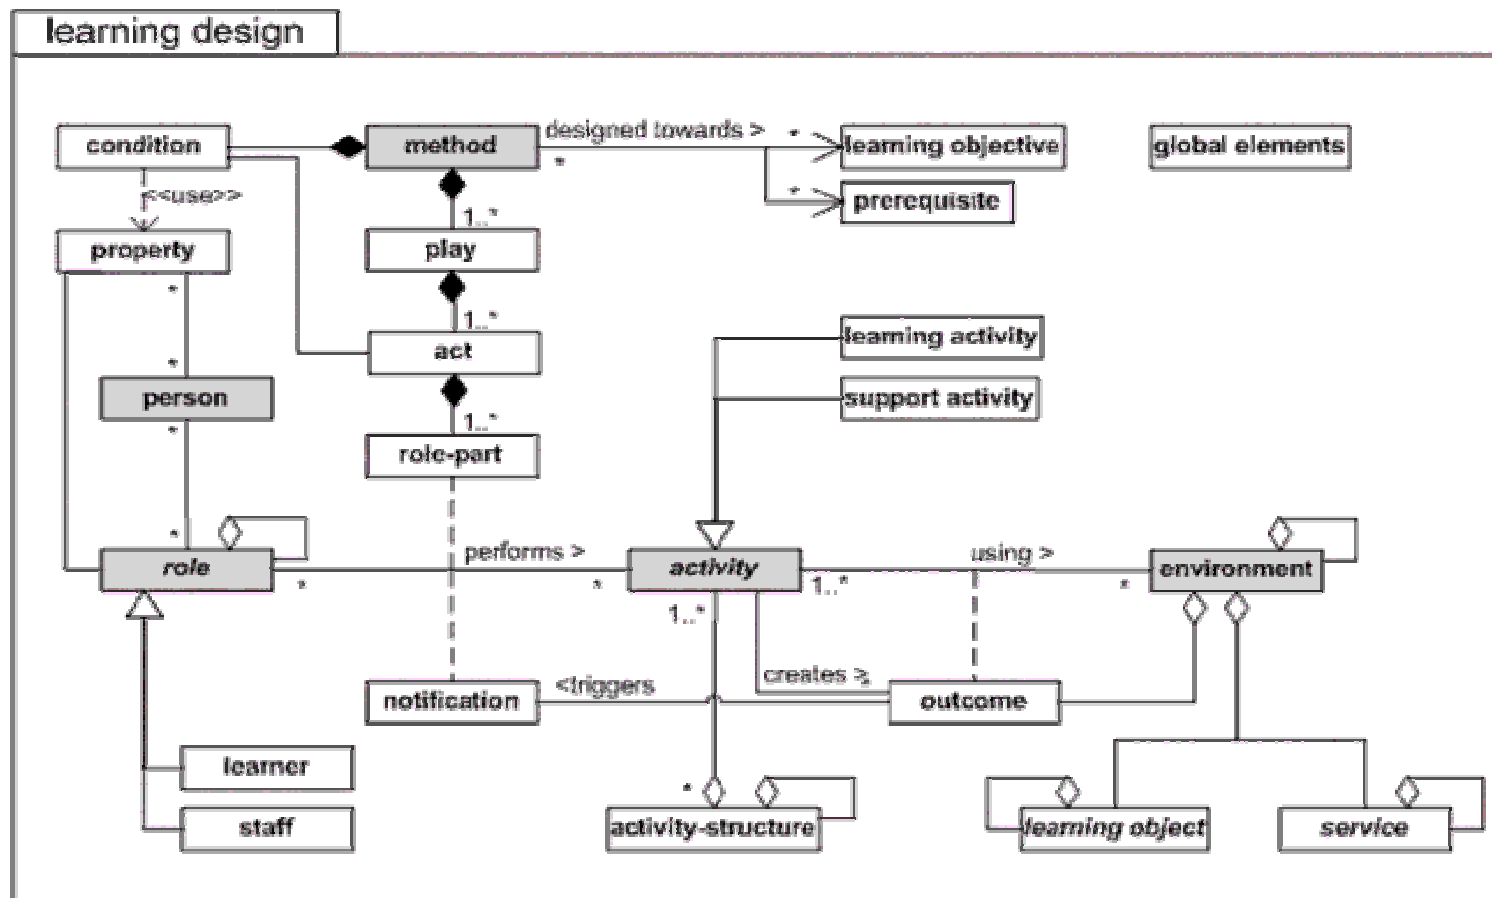 learning design
condition
method
designed towards >
*
*
learning objective
global elements
<<use>>
1..*
*
prerequisite
property
play
*
1..*
learning activity
act
*
person
support activity
*
1..*
role-part
*
role
performs >
*
*
activity
using >
1..*
*
environment
1..*
notification
<triggers
creates >
outcome
learner
*
staff
activity-structure
learning object
service